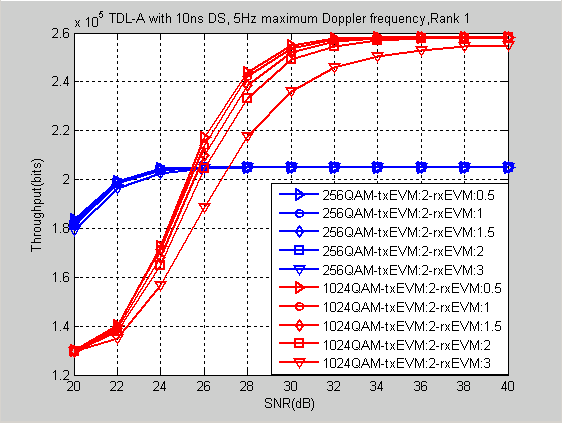 x 10^5 TDL-A with 10ns DS, 5Hz maximum Doppler frequency,Rank 1
2.6
2.4
2.2
2
1.8
1.6
1.4
1.2
Throughput(bits)
256QAM-txEVM:2-rxEVM:0.5
256QAM-txEVM:2-rxEVM:1
256QAM-txEVM:2-rxEVM:1.5
256QAM-txEVM:2-rxEVM:2
256QAM-txEVM:2-rxEVM:3
1024QAM-txEVM:2-rxEVM:0.5
1024QAM-txEVM:2-rxEVM:1
1024QAM-txEVM:2-rxEVM:1.5
1024QAM-txEVM:2-rxEVM:2
1024QAM-txEVM:2-rxEVM:3
20 22 24 26 28 30 32 34 36 38 40
SNR(dB)